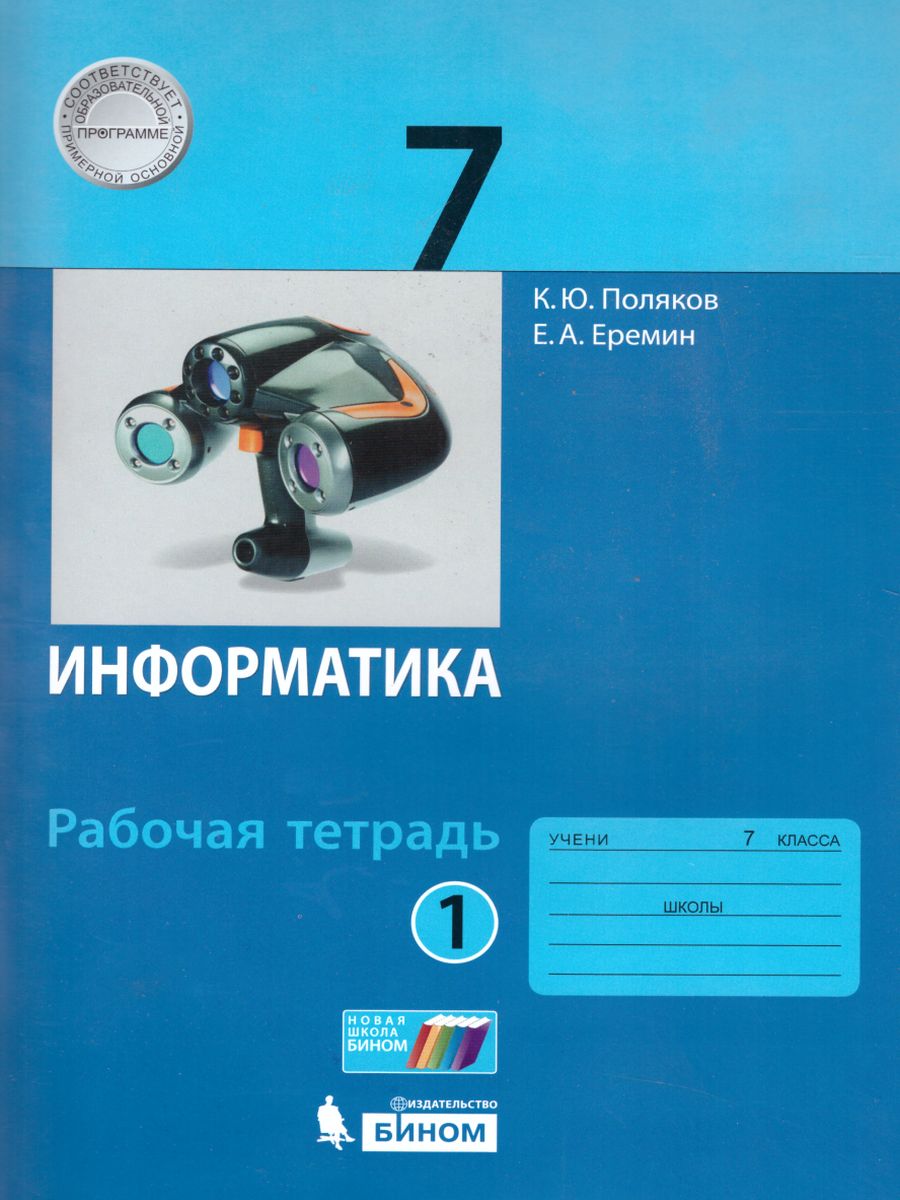 СООТВЕТСТВУЕТ
ПРИМЕРНОЙ ОСНОВНОЙ
ОБРАЗОВАТЕЛЬНОЙ
ПРОГРАММЕ
7
К. Ю. Поляков
Е. А. Еремин
ИНФОРМАТИКА
Рабочая тетрадь
1
УЧЕНИ 7 КЛАССА
ШКОЛЫ
НОВАЯ
ШКОЛА
БИНОМ
ИЗДАТЕЛЬСТВО
БИНОМ